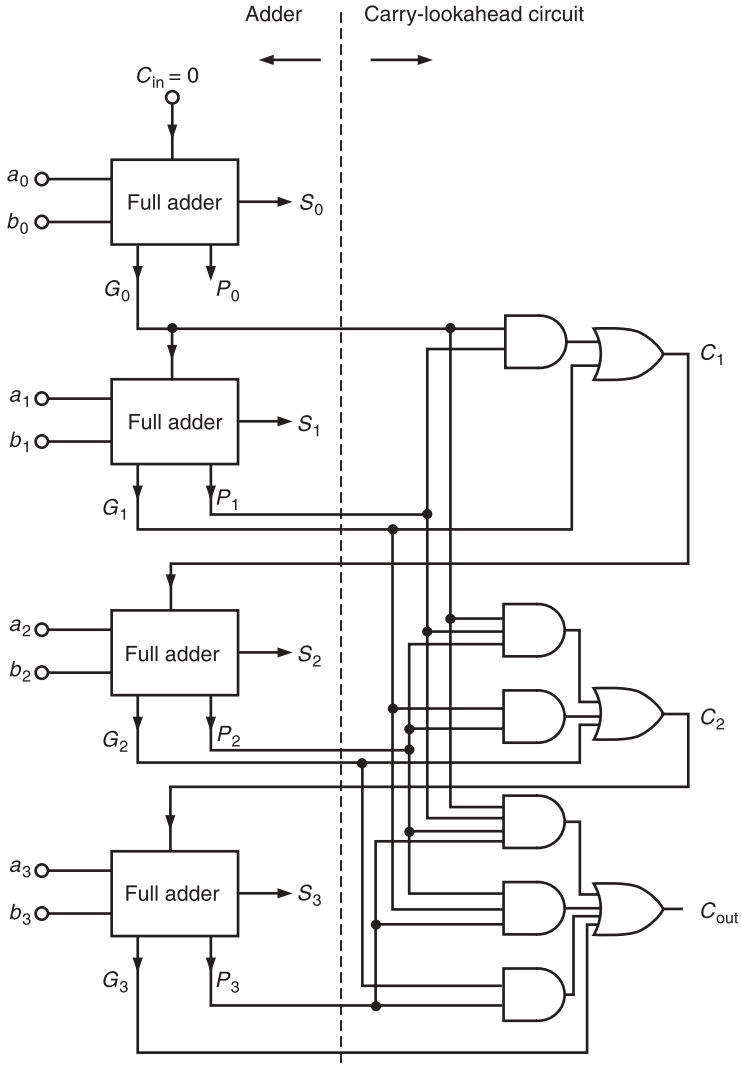 Adder
Carry-lookahead circuit
C_in = 0
a_0
Full adder
S_0
b_0
G_0
P_0
C_1
a_1
Full adder
S_1
b_1
G_1
P_1
a_2
Full adder
S_2
b_2
G_2
P_2
C_2
a_3
Full adder
S_3
b_3
C_out
G_3
P_3